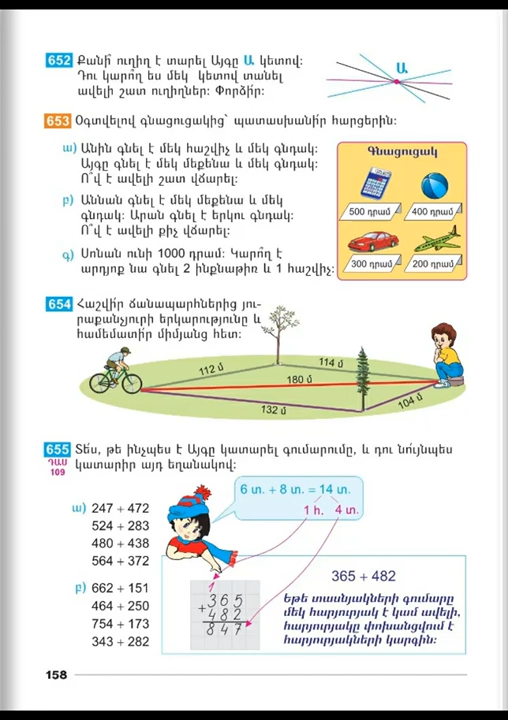 652 Քանի՞ ուղիղ է տարել Այգը Ա կետով:
Դու կարո՞ղ ես մեկ կետով տանել
ավելի շատ ուղիղներ: Փորձի՛ր:
Ա
653 Օգտվելով գնացուցակից՝ պատասխանի՛ր հարցերին:
ա) Անին գնել է մեկ հաշվիչ և մեկ գնդակ:
Այգը գնել է մեկ մեքենա և մեկ գնդակ:
Ո՞վ է ավելի շատ վճարել:
բ) Աննան գնել է մեկ մեքենա և մեկ
գնդակ: Արան գնել է երկու գնդակ:
Ո՞վ է ավելի քիչ վճարել:
գ) Սոնան ունի 1000 դրամ: Կարո՞ղ է
արդյոք նա գնել 2 ինքնաթիռ և 1 հաշվիչ:
Գնացուցակ
500 դրամ 400 դրամ
300 դրամ 200 դրամ
654 Հաշվի՛ր ճանապարհներից յու-
րաքանչյուրի երկարությունը և
համեմատի՛ր միմյանց հետ:
112 մ 114 մ
180 մ
132 մ 104 մ
655 Տե՛ս, թե ինչպես է Այգը կատարել գումարումը, և դու նույնպես
ԴԱՍ կատարիր այդ եղանակով:
109
6 տ. + 8 տ. = 14 տ.
1 հ. 4 տ.
ա) 247 + 472
524 + 283
480 + 438
564 + 372
բ) 662 + 151
464 + 250
754 + 173
343 + 282
1
365
+
482
847
365 + 482
Եթե տասնյակների գումարը
մեկ հարյուրյակ է կամ ավելի,
հարյուրյակը փոխանցվում է
հարյուրյակների կարգին:
158